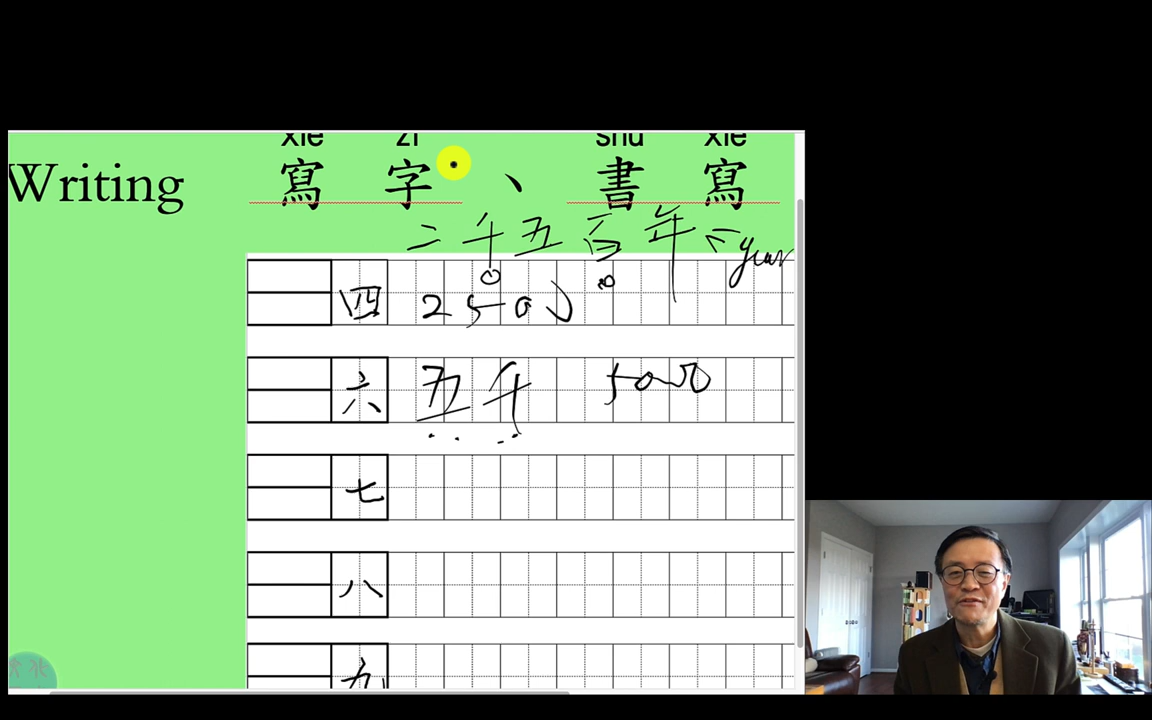 xie zi shu xie
Writing 寫 字 、 書 寫
二 千 五 百 年 year
四 2500
六 五 千 5000
七
八
九